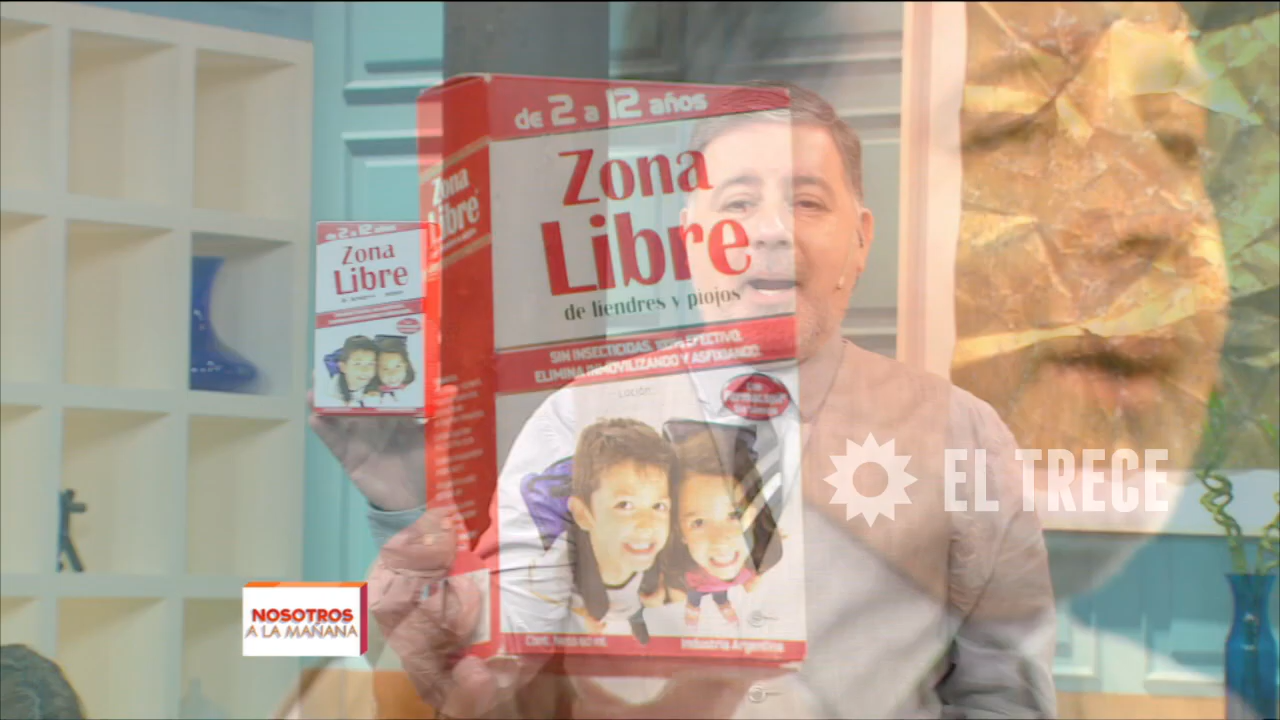 de 2 a 12 años
Zona
Libre
de liendres y piojos
SIN INSECTICIDAS. 100% EFECTIVO.
ELIMINA INMOVILIZANDO Y ASFIXIANDO.
LOCIÓN
Industria Argentina
Zona
Libre
de 2 a 12 años
Zona
Libre
EL TRECE
NOSOTROS
A LA MAÑANA